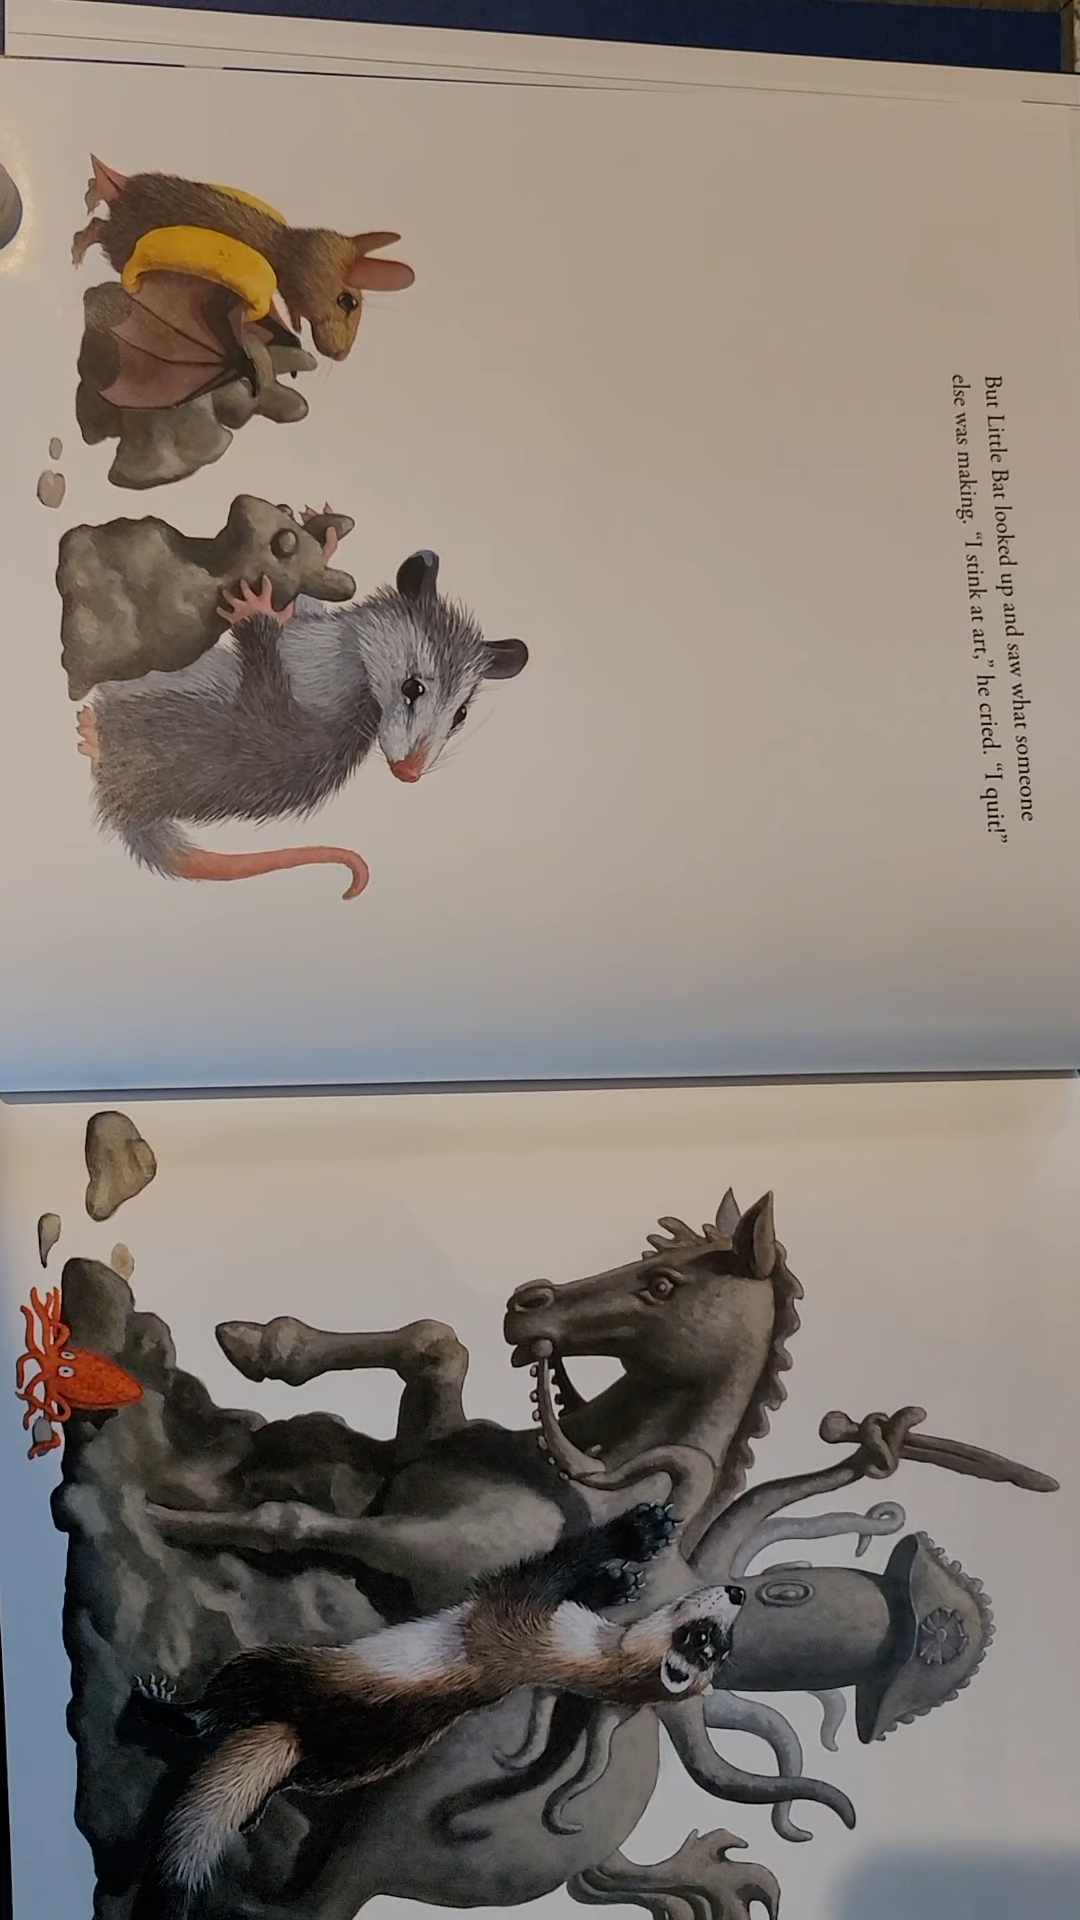 But Little Bat looked up and saw what someone
else was making. “I stink at art,” he cried. “I quit!”